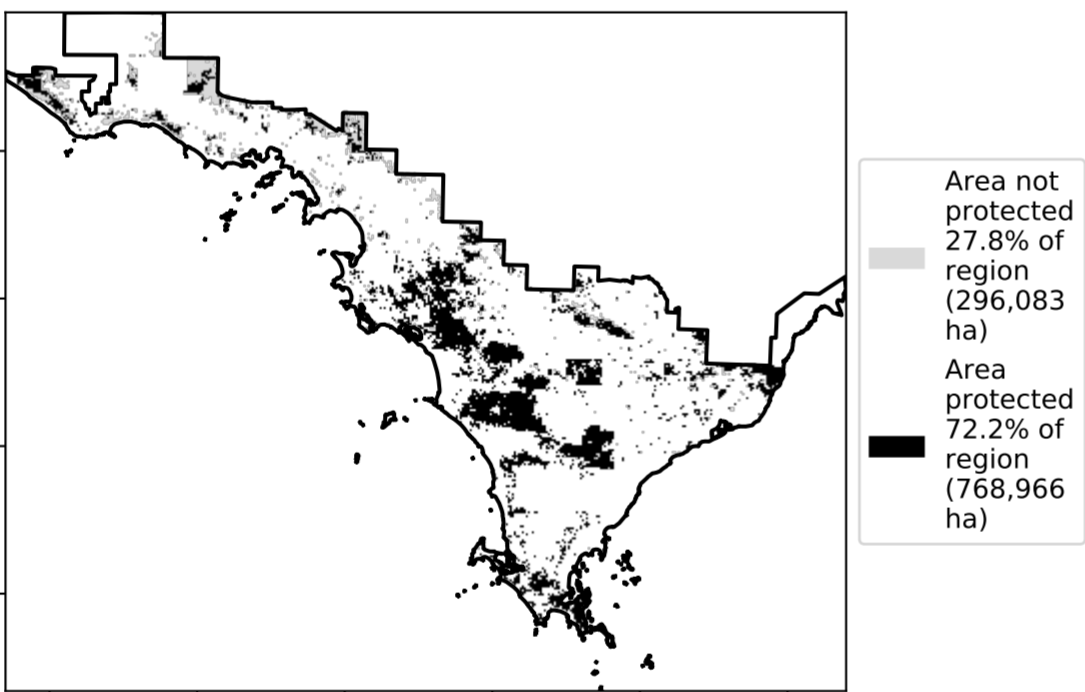 Area not
protected
27.8% of
region
(296,083
ha)
Area
protected
72.2% of
region
(768,966
ha)